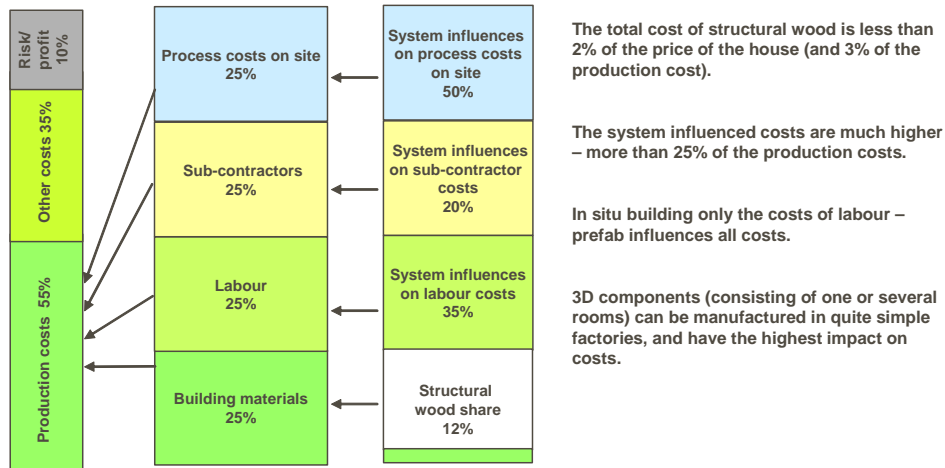 Risk/
profit
10%
Other costs 35%
Production costs 55%
Process costs on site
25%
Sub-contractors
25%
Labour
25%
Building materials
25%
System influences
on process costs
on site
50%
System influences
on sub-contractor
costs
20%
System influences
on labour costs
35%
Structural
wood share
12%
The total cost of structural wood is less than
2% of the price of the house (and 3% of the
production cost).
The system influenced costs are much higher
– more than 25% of the production costs.
In situ building only the costs of labour –
prefab influences all costs.
3D components (consisting of one or several
rooms) can be manufactured in quite simple
factories, and have the highest impact on
costs.